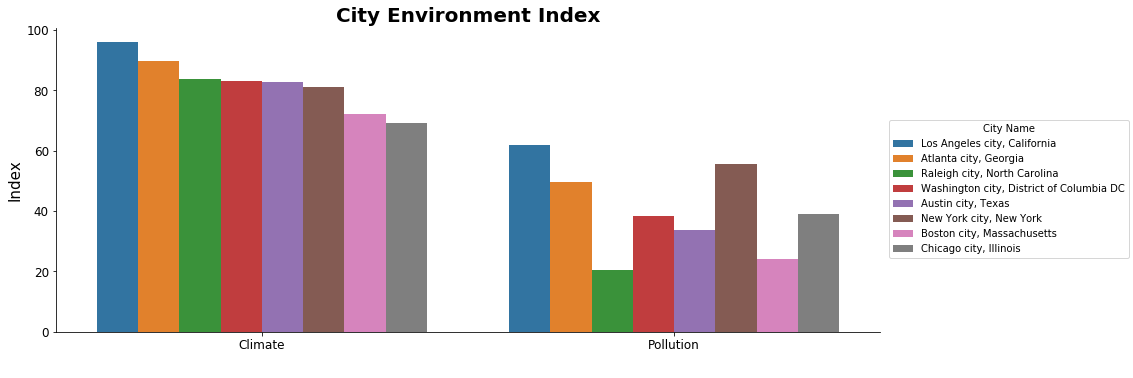 City Environment Index
Index
100
80
60
40
20
0
Climate
Pollution
City Name
Los Angeles city, California
Atlanta city, Georgia
Raleigh city, North Carolina
Washington city, District of Columbia DC
Austin city, Texas
New York city, New York
Boston city, Massachusetts
Chicago city, Illinois